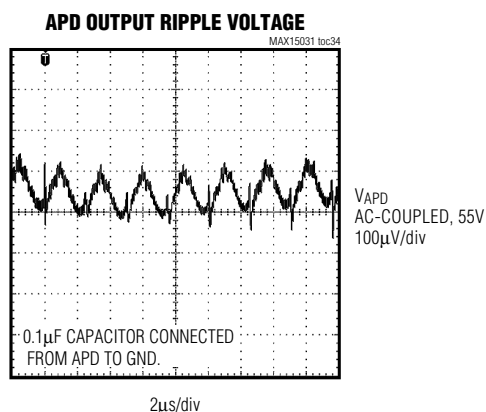 APD OUTPUT RIPPLE VOLTAGE
MAX15031 toc34
T
VAPD
AC-COUPLED, 55V
100μV/div
0.1μF CAPACITOR CONNECTED
FROM APD TO GND.
2μs/div